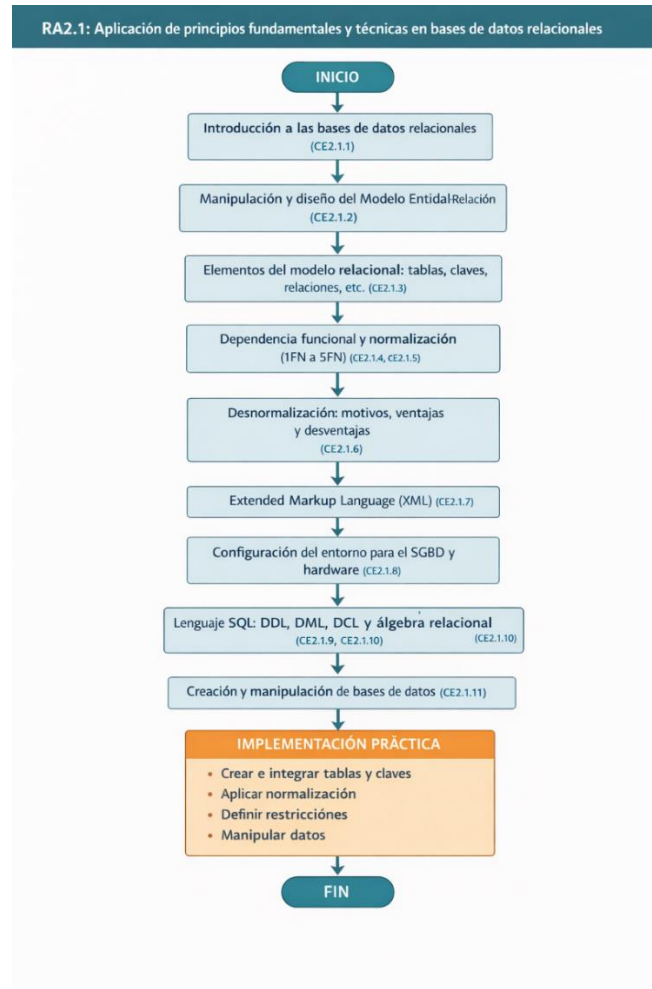 RA2.1: Aplicación de principios fundamentales y técnicas en bases de datos relacionales
INICIO
Introducción a las bases de datos relacionales
(CE2.1.1)
Manipulación y diseño del Modelo Entidal-Relación
(CE2.1.2)
Elementos del modelo relacional: tablas, claves,
relaciones, etc. (CE2.1.3)
Dependencia funcional y normalización
(1FN a 5FN) (CE2.1.4, CE2.1.5)
Desnormalización: motivos, ventajas
y desventajas
(CE2.1.6)
Extended Markup Language (XML) (CE2.1.7)
Configuración del entorno para el SGBD y
hardware (CE2.1.8)
Lenguaje SQL: DDL, DML, DCL y álgebra relacional
(CE2.1.9, CE2.1.10) (CE2.1.10)
Creación y manipulación de bases de datos (CE2.1.11)
IMPLEMENTACIÓN PRÁCTICA
• Crear e integrar tablas y claves
• Aplicar normalización
• Definir restricciónes
• Manipular datos
FIN